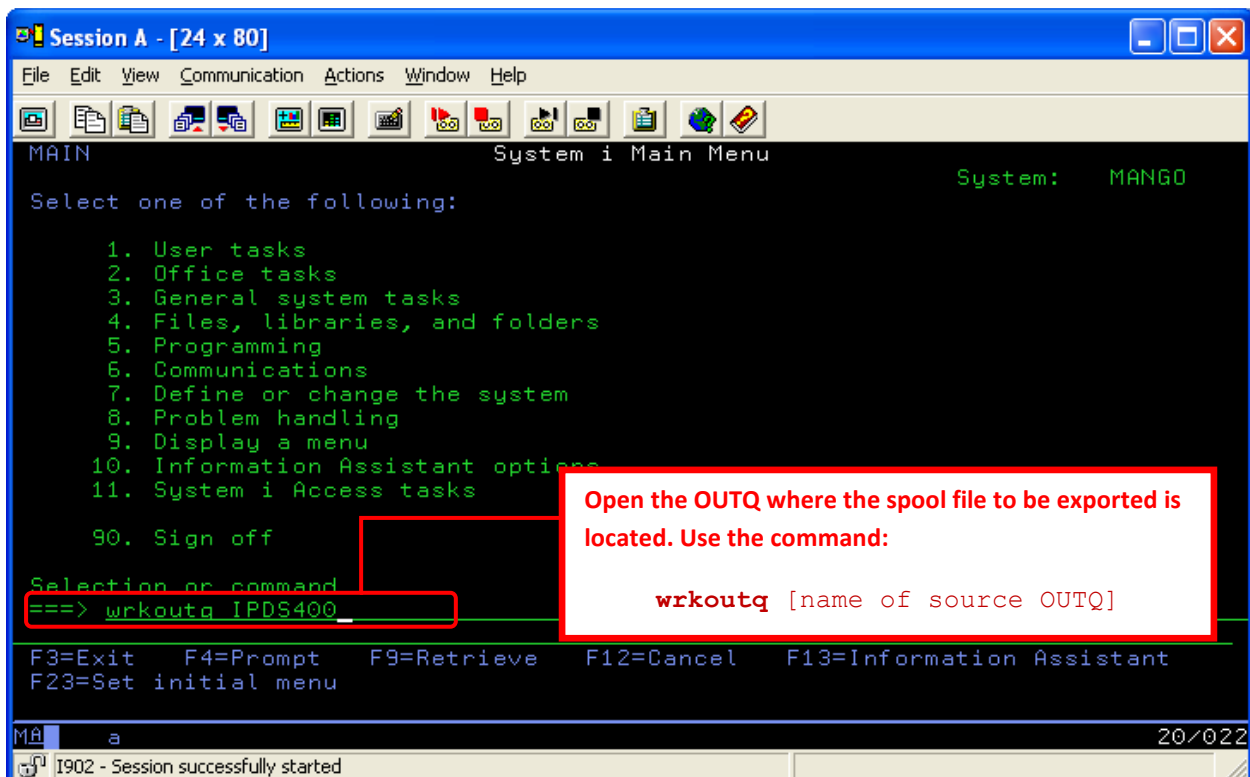 Session A - [24 x 80]
File Edit View Communication Actions Window Help
MAIN System i Main Menu
System: MANGO
Select one of the following:
1. User tasks
2. Office tasks
3. General system tasks
4. Files, libraries, and folders
5. Programming
6. Communications
7. Define or change the system
8. Problem handling
9. Display a menu
10. Information Assistant options
11. System i Access tasks
90. Sign off
Open the OUTQ where the spool file to be exported is
located. Use the command:
wrkoutq [name of source OUTQ]
Selection or command
===> wrkoutq IPDS400_
F3=Exit F4=Prompt F9=Retrieve F12=Cancel F13=Information Assistant
F23=Set initial menu
MA a 20/022
I902 - Session successfully started